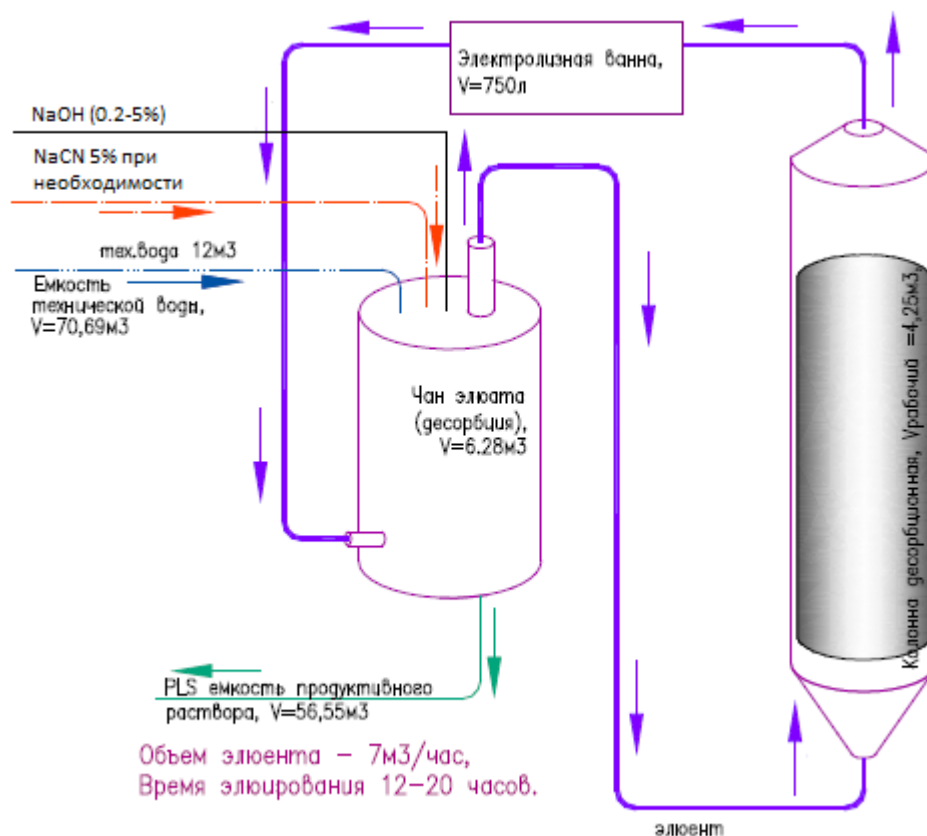 Электролизная ванна,
V=750л
NaOH (0.2-5%)
NaCN 5% при
необходимости
тех.вода 12м3
Емкость
технической воды,
V=70,69м3
Чан элюата
(десорбция),
V=6.28м3
Колонна десорбционная, Vрабочий =4,25м3,
PLS емкость продуктивного
раствора, V=56,55м3
Объем элюента – 7м3/час,
Время элюирования 12–20 часов.
элюент